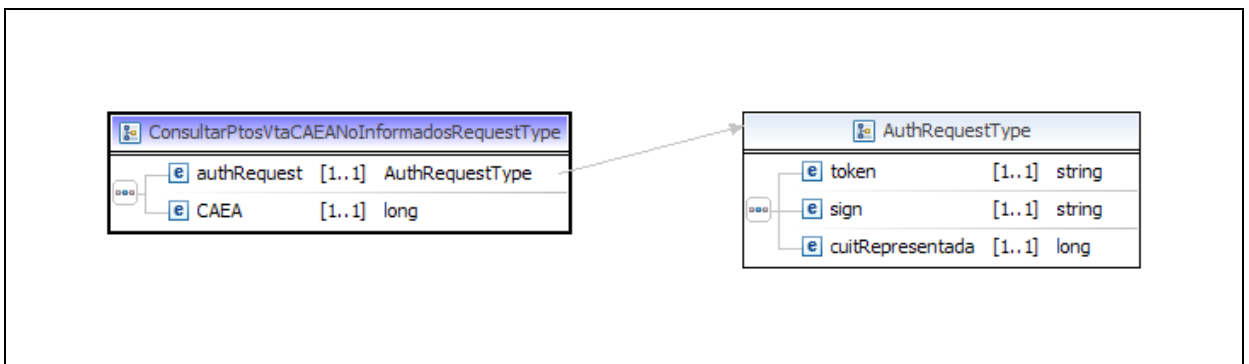 ConsultarPtosVtaCAEANoInformadosRequestType
authRequest [1..1] AuthRequestType
CAEA [1..1] long
AuthRequestType
token [1..1] string
sign [1..1] string
cuitRepresentada [1..1] long